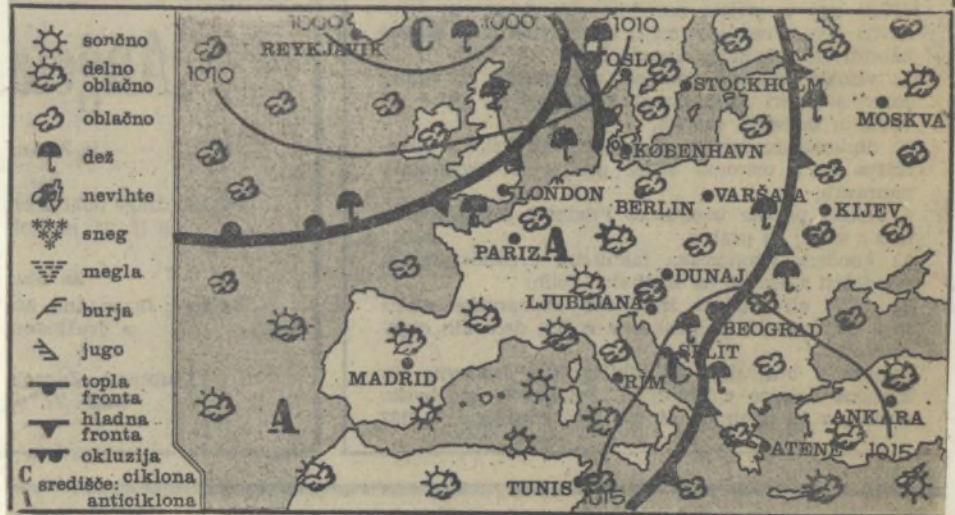 sončno
delno
oblačno
oblačno
dež
nevihte
sneg
megla
burja
jugo
topla
fronta
hladna
fronta
okluzija
C središče: ciklona
anticiklona
1000
C
1000
1010
REYKJAVIK
1010
OSLO
STOCKHOLM
MOSKVA
KØBENHAVN
LONDON
BERLIN
VARŠAVA
KIJEV
PARIZ
A
DUNAJ
LJUBLJANA
BEOGRAD
SPLIT
MADRID
RIM
C
A
ANKARA
ATENE
1015
TUNIS
1015